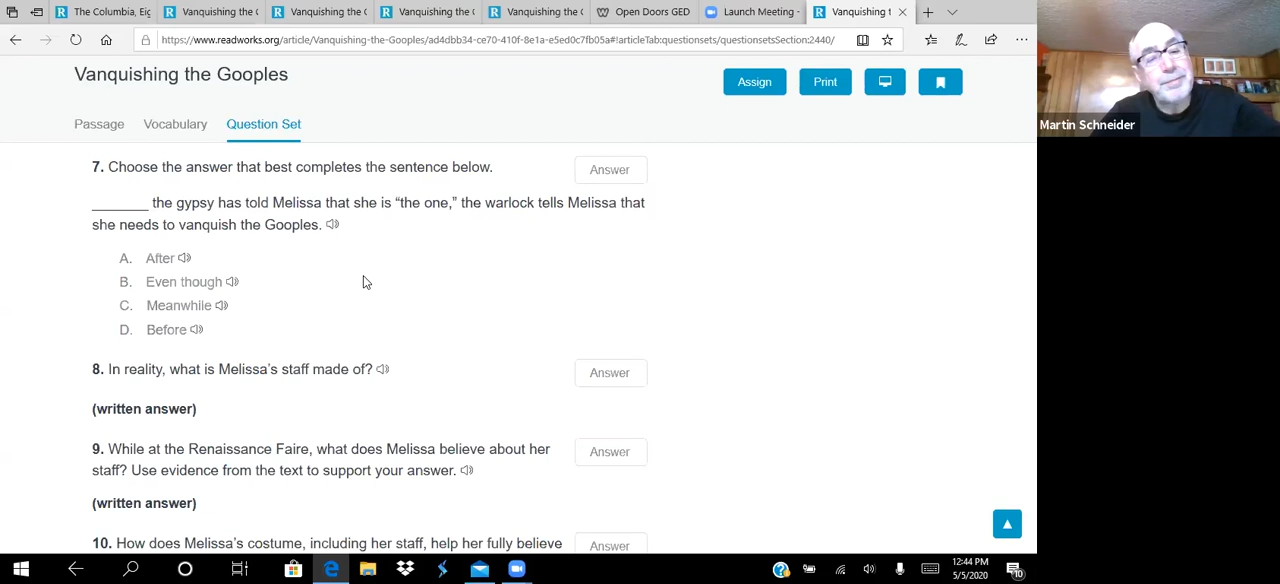 The Columbia, Eig
Vanquishing the G
Vanquishing the G
Vanquishing the G
Vanquishing the G
Open Doors GED
Launch Meeting -
Vanquishing t
https://www.readworks.org/article/Vanquishing-the-Gooples/ad4dbb34-ce70-410f-8e1a-e5ed0c7fb05a#!articleTab:questionsets/questionsetsSection:2440/
Vanquishing the Gooples
Assign
Print
Passage
Vocabulary
Question Set
7. Choose the answer that best completes the sentence below.
Answer
_______ the gypsy has told Melissa that she is “the one,” the warlock tells Melissa that
she needs to vanquish the Gooples.
A. After
B. Even though
C. Meanwhile
D. Before
8. In reality, what is Melissa’s staff made of?
Answer
(written answer)
9. While at the Renaissance Faire, what does Melissa believe about her
Answer
staff? Use evidence from the text to support your answer.
(written answer)
10. How does Melissa’s costume, including her staff, help her fully believe
Answer
Martin Schneider
12:44 PM
5/5/2020
10